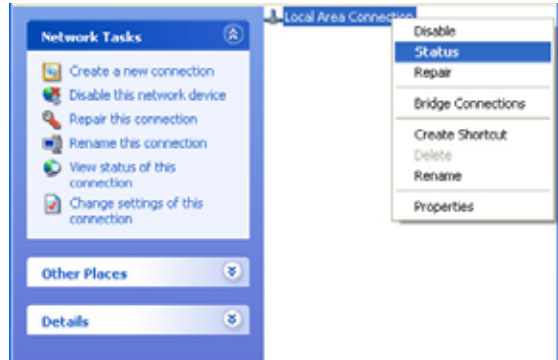 Network Tasks
Create a new connection
Disable this network device
Repair this connection
Rename this connection
View status of this
connection
Change settings of this
connection
Other Places
Details
Local Area Connection
Disable
Status
Repair
Bridge Connections
Create Shortcut
Delete
Rename
Properties